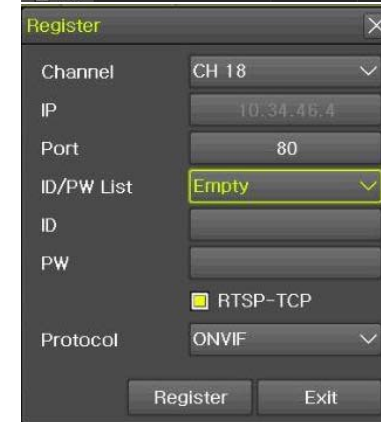 Register
Channel CH 18
IP 10.34.46.4
Port 80
ID/PW List Empty
ID
PW
RTSP-TCP
Protocol ONVIF
Register Exit